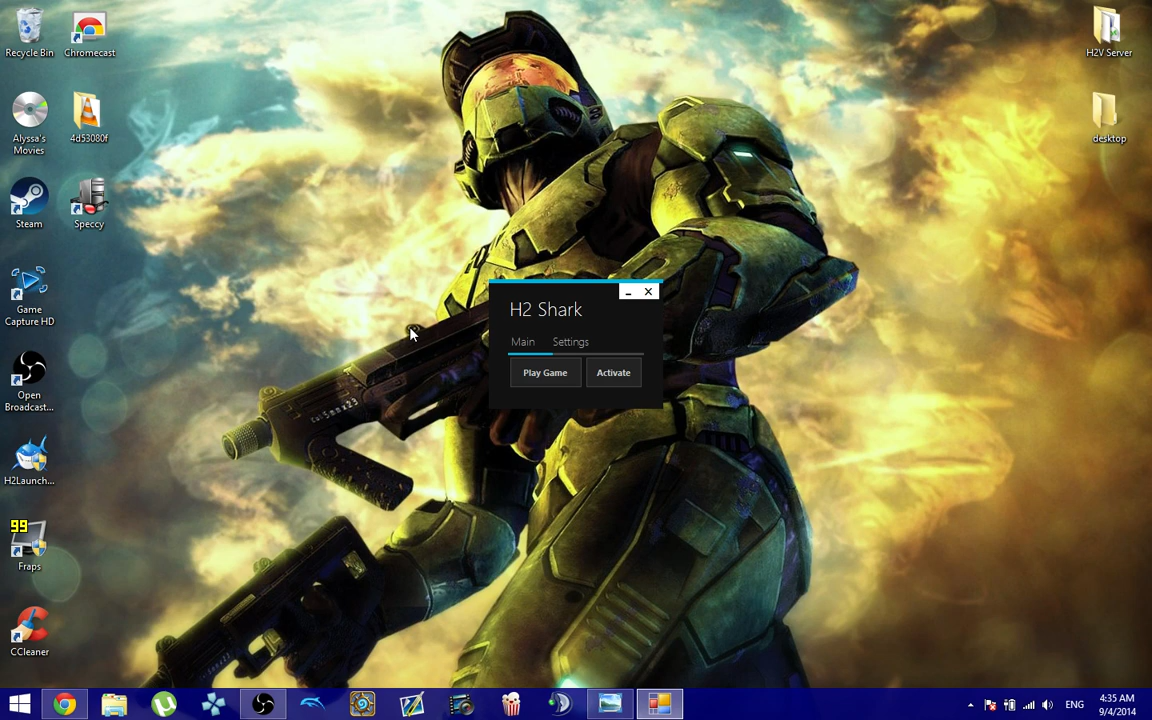 Recycle Bin
Chromecast
H2V Server
Alyssa's
Movies
4d53080f
desktop
Steam
Speccy
Game
Capture HD
H2 Shark
Main
Settings
Play Game
Activate
Open
Broadcast...
H2Launch...
99
Fraps
CCleaner
ENG
4:35 AM
9/4/2014